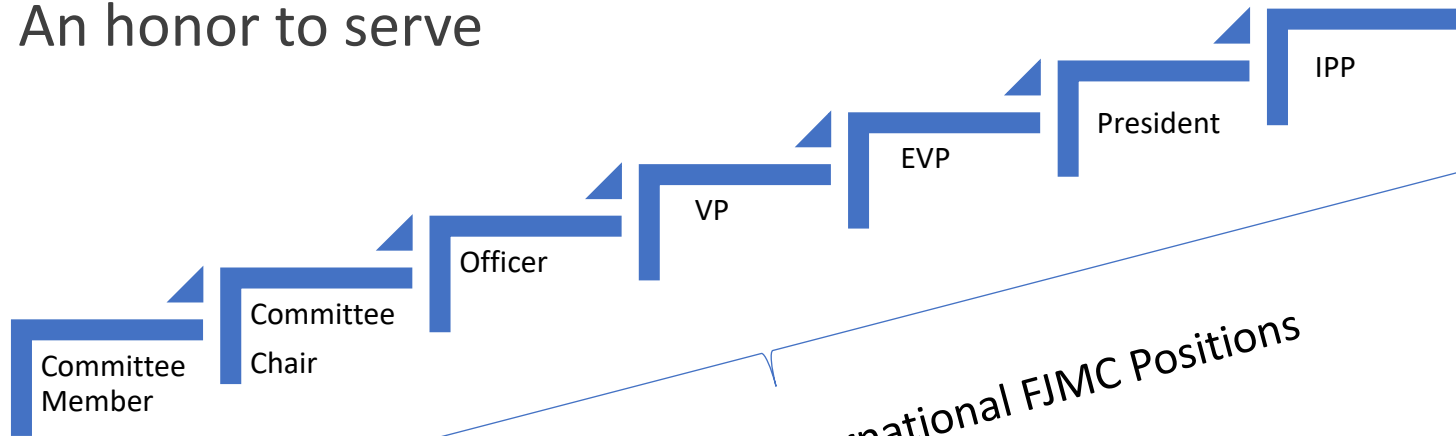 An honor to serve
IPP
President
EVP
VP
Officer
Committee
Chair
Committee
Member
FJMC Positions